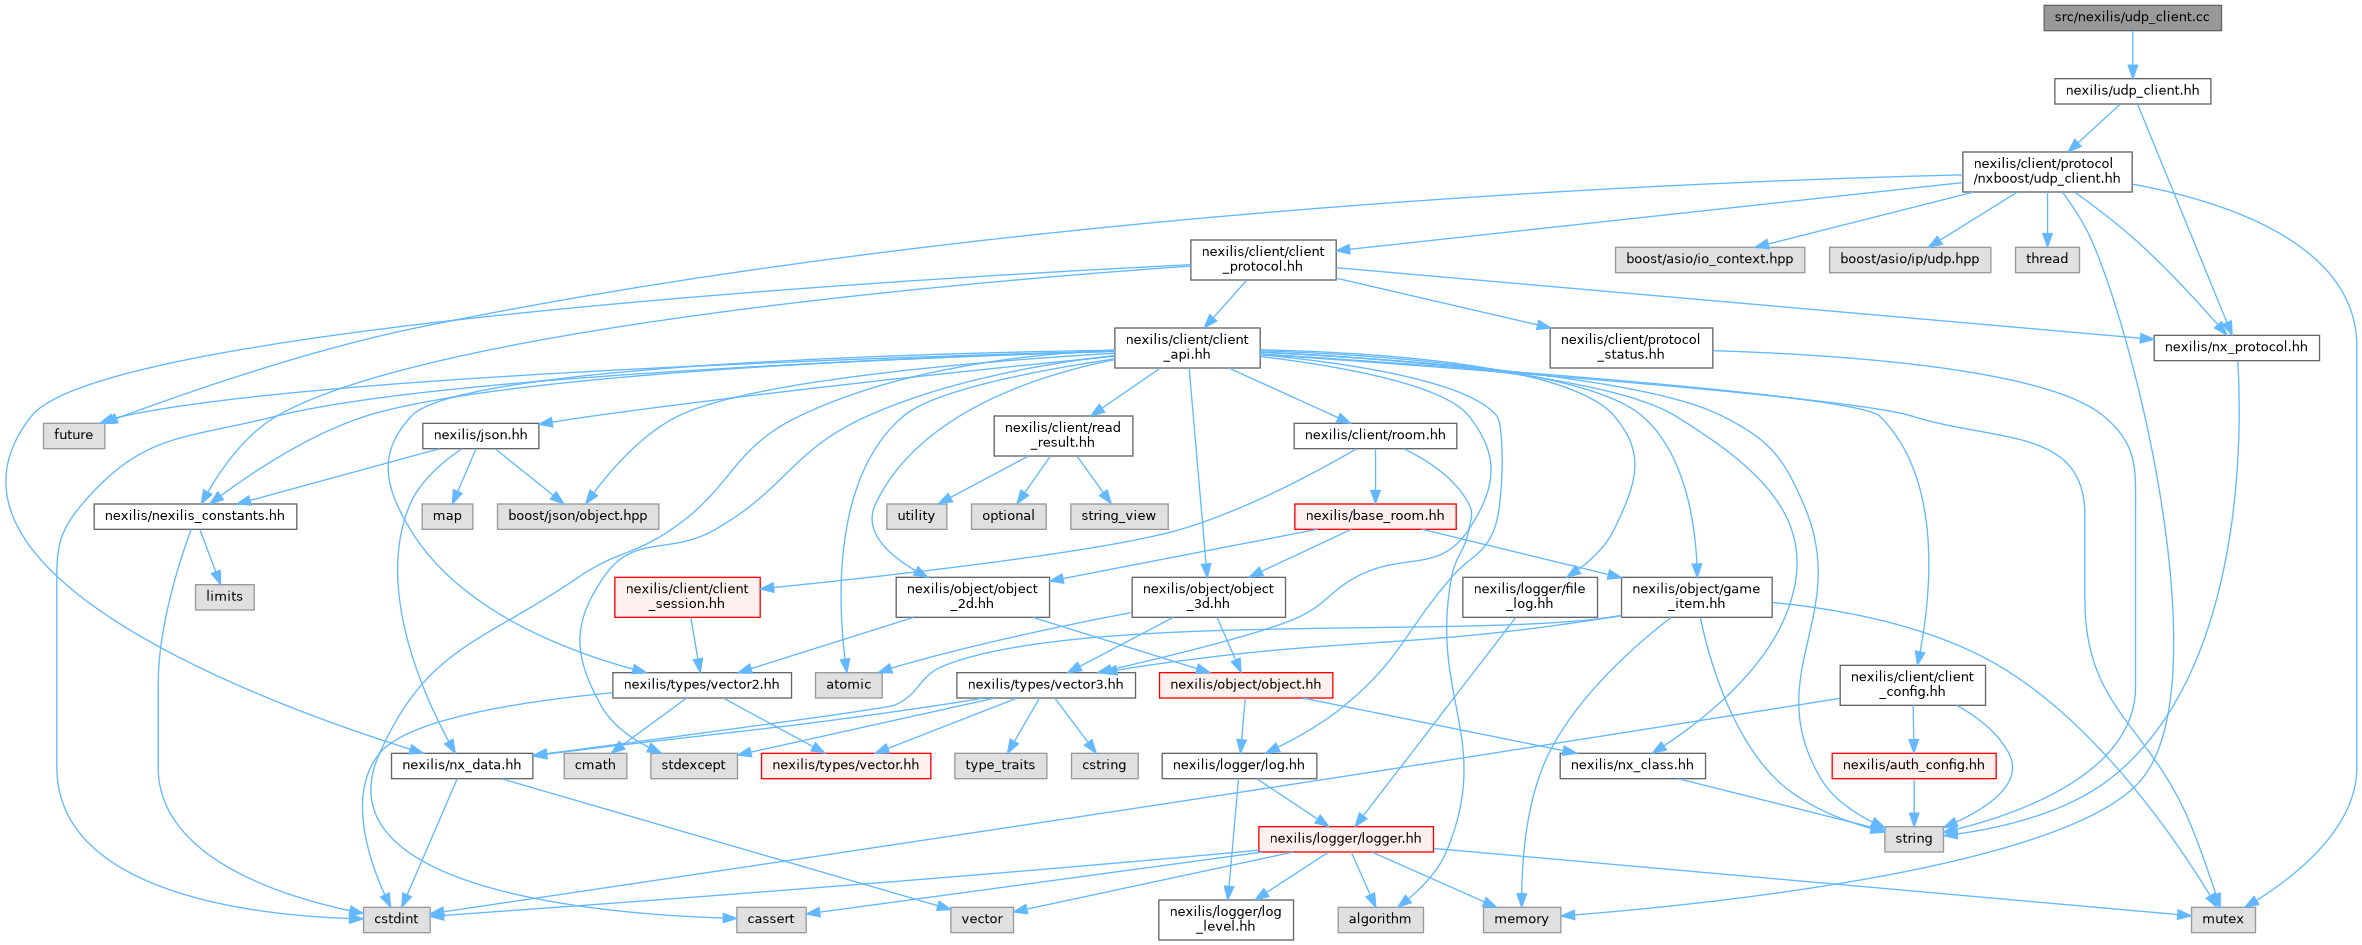 src/nexilis/udp_client.cc
nexilis/udp_client.hh
nexilis/client/protocol
/nxboost/udp_client.hh
nexilis/client/client
_protocol.hh
boost/asio/io_context.hpp
boost/asio/ip/udp.hpp
thread
nexilis/client/client
_api.hh
nexilis/client/protocol
_status.hh
nexilis/nx_protocol.hh
future
nexilis/json.hh
nexilis/client/read
_result.hh
nexilis/client/room.hh
nexilis/nexilis_constants.hh
map
boost/json/object.hpp
utility
optional
string_view
nexilis/base_room.hh
limits
nexilis/client/client
_session.hh
nexilis/object/object
_2d.hh
nexilis/object/object
_3d.hh
nexilis/logger/file
_log.hh
nexilis/object/game
_item.hh
nexilis/types/vector2.hh
atomic
nexilis/types/vector3.hh
nexilis/object/object.hh
nexilis/client/client
_config.hh
nexilis/nx_data.hh
cmath
stdexcept
nexilis/types/vector.hh
type_traits
cstring
nexilis/logger/log.hh
nexilis/nx_class.hh
nexilis/auth_config.hh
nexilis/logger/logger.hh
string
cstdint
cassert
vector
nexilis/logger/log
_level.hh
algorithm
memory
mutex